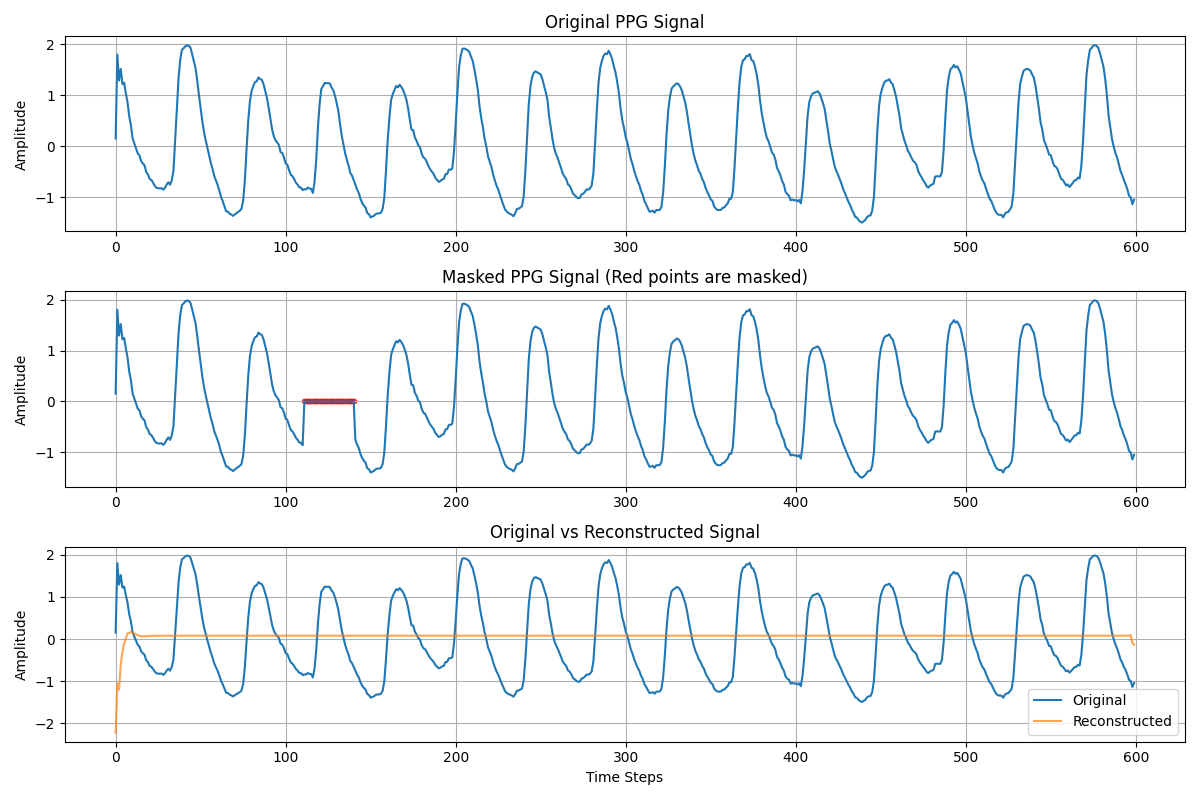 Original PPG Signal
2
1
0
−1
Amplitude
0 100 200 300 400 500 600
Masked PPG Signal (Red points are masked)
2
1
0
−1
Amplitude
0 100 200 300 400 500 600
Original vs Reconstructed Signal
2
1
0
−1
−2
Amplitude
Original
Reconstructed
0 100 200 300 400 500 600
Time Steps